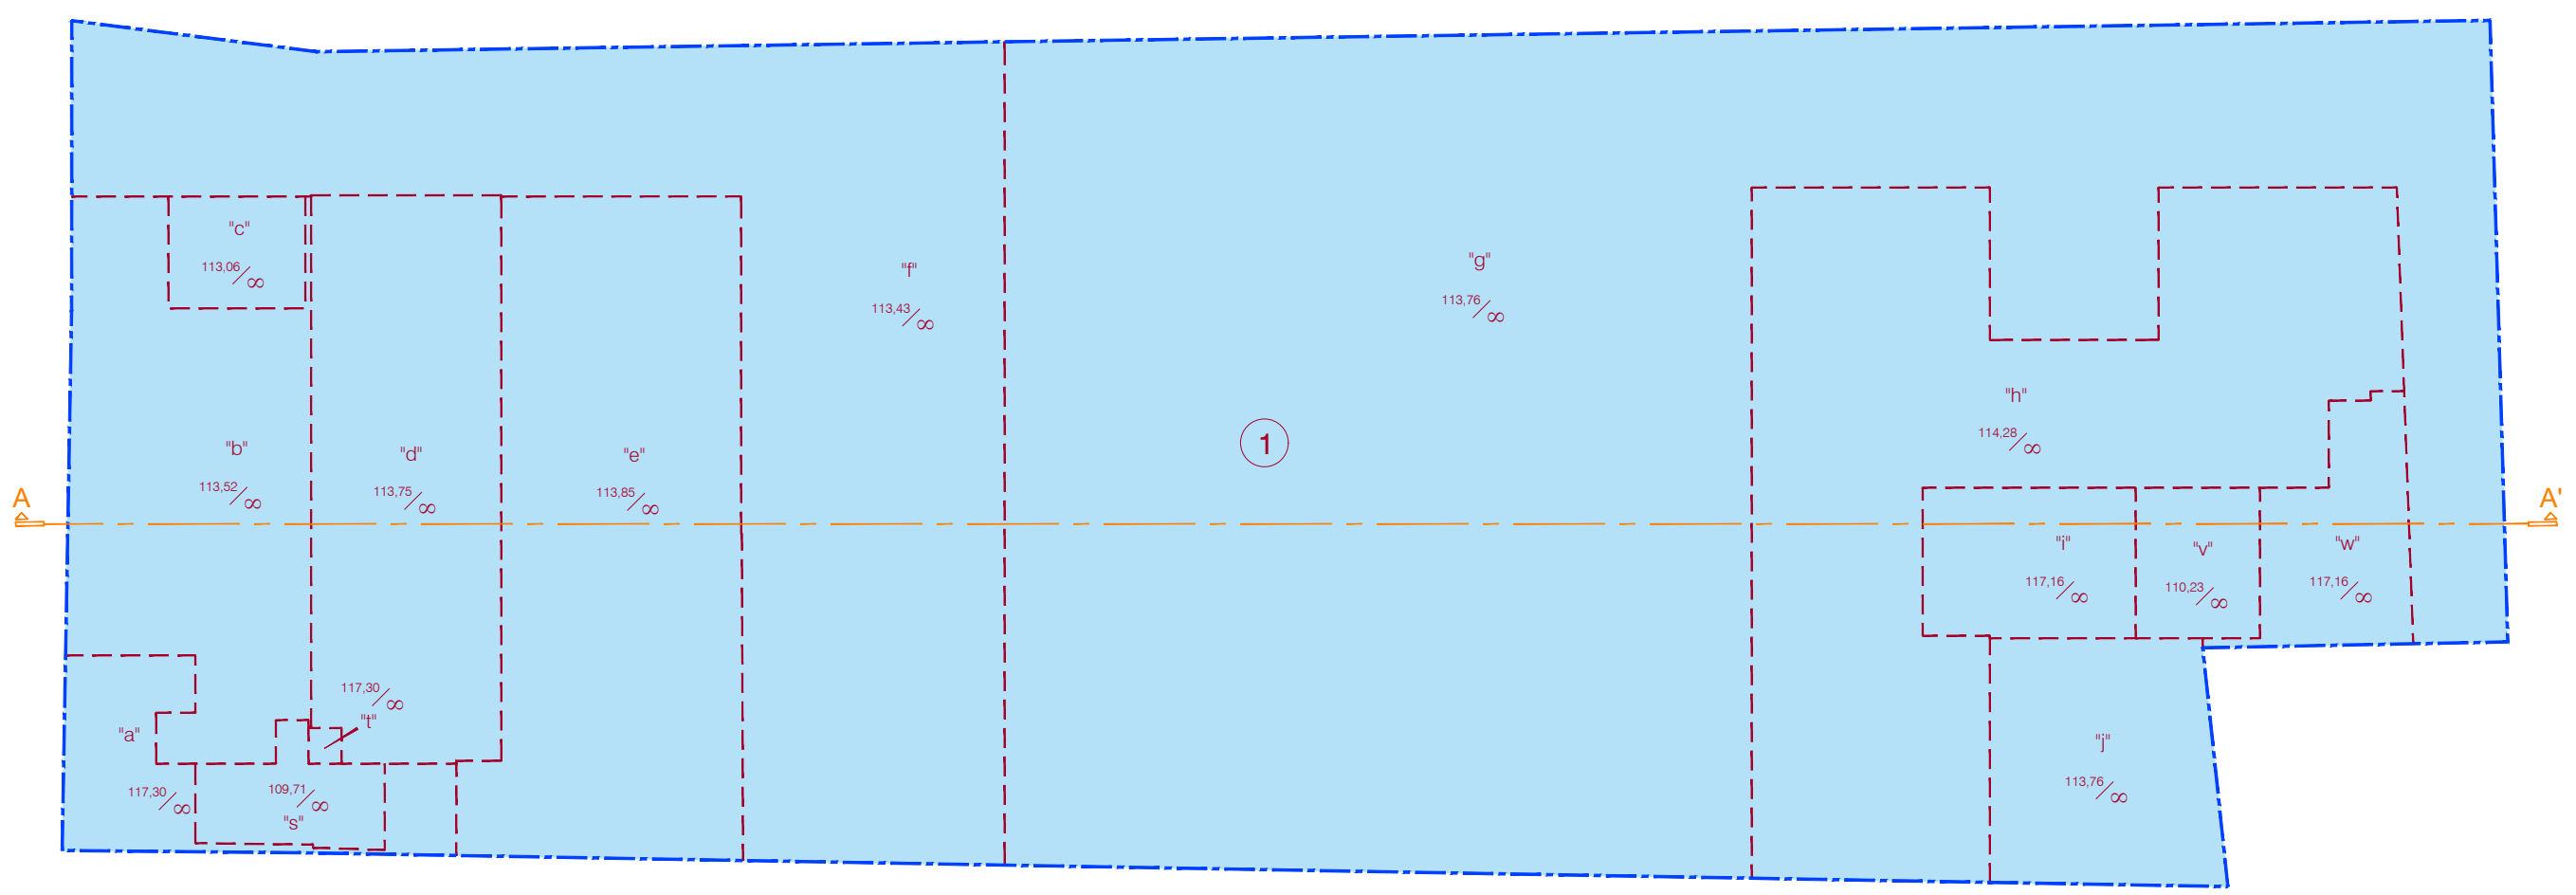 "c"
113,06/∞
"f"
113,43/∞
"g"
113,76/∞
"h"
114,28/∞
1
"b"
113,52/∞
"d"
113,75/∞
"e"
113,85/∞
A
A'
"i"
117,16/∞
"v"
110,23/∞
"w"
117,16/∞
117,30/∞
"t"
"a"
117,30/∞
109,71/∞
"s"
"j"
113,76/∞